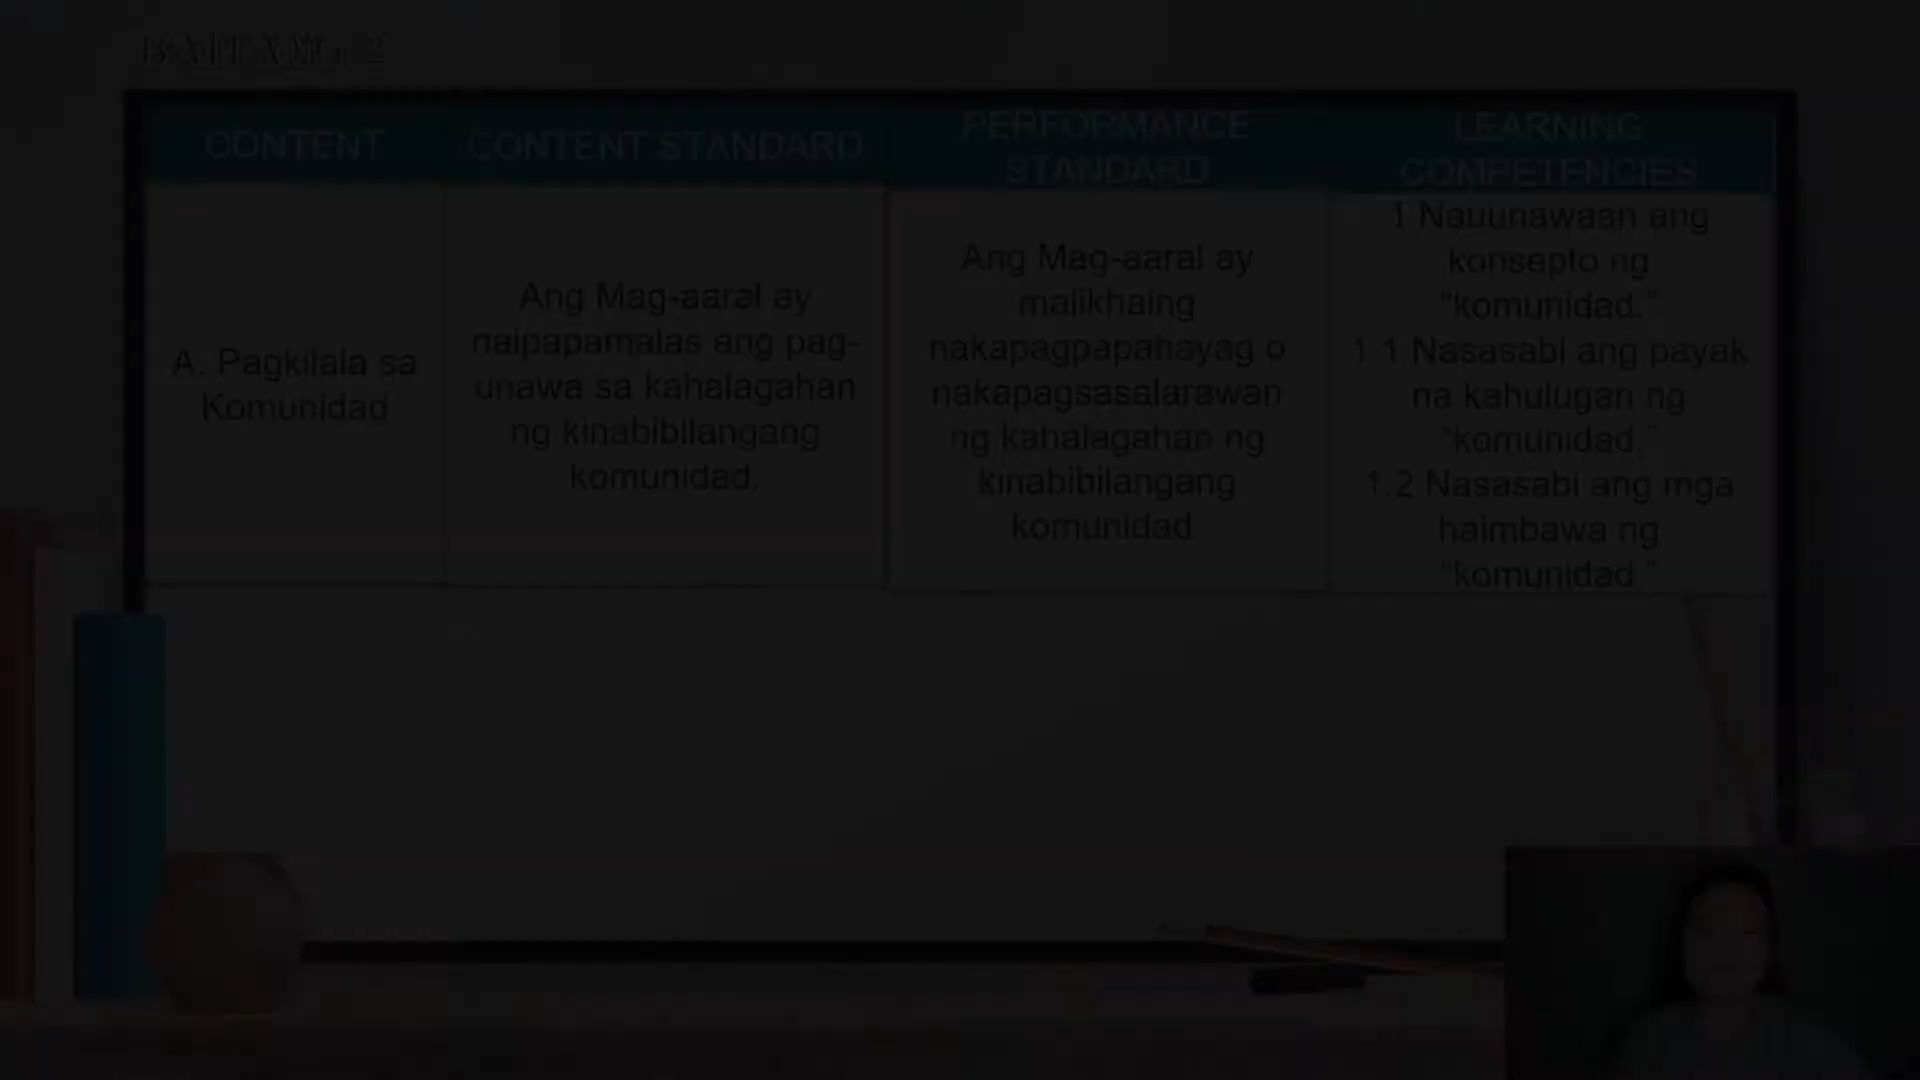 BAITANG 2
CONTENT
CONTENT STANDARD
PERFORMANCE
STANDARD
LEARNING
COMPETENCIES
A. Pagkilala sa
Komunidad
Ang Mag-aaral ay
naipapamalas ang pag-
unawa sa kahalagahan
ng kinabibilangang
komunidad.
Ang Mag-aaral ay
malikhaing
nakapagpapahayag o
nakapagsasalarawan
ng kahalagahan ng
kinabibilangang
komunidad
1 Nauunawaan ang
konsepto ng
"komunidad."
1.1 Nasasabi ang payak
na kahulugan ng
"komunidad."
1.2 Nasasabi ang mga
haimbawa ng
"komunidad."